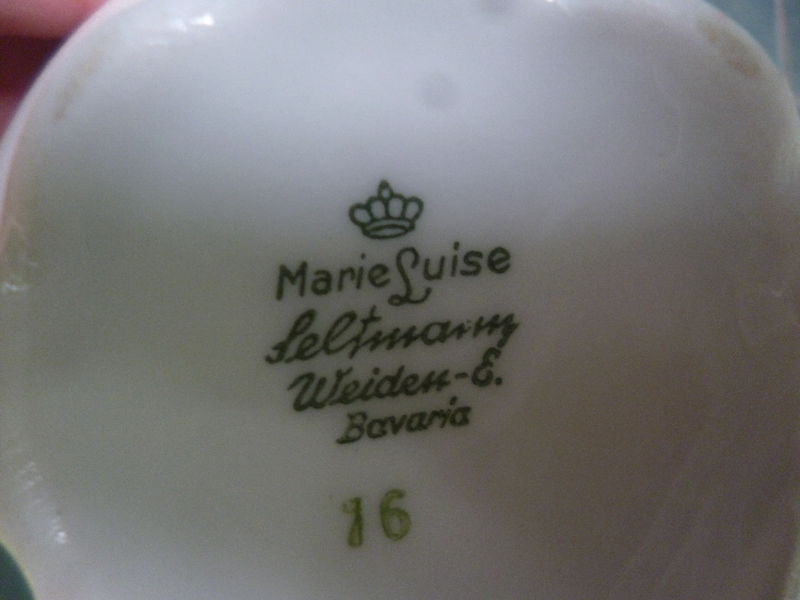 Marie Luise
Seltmann
Weiden-E.
Bavaria
16